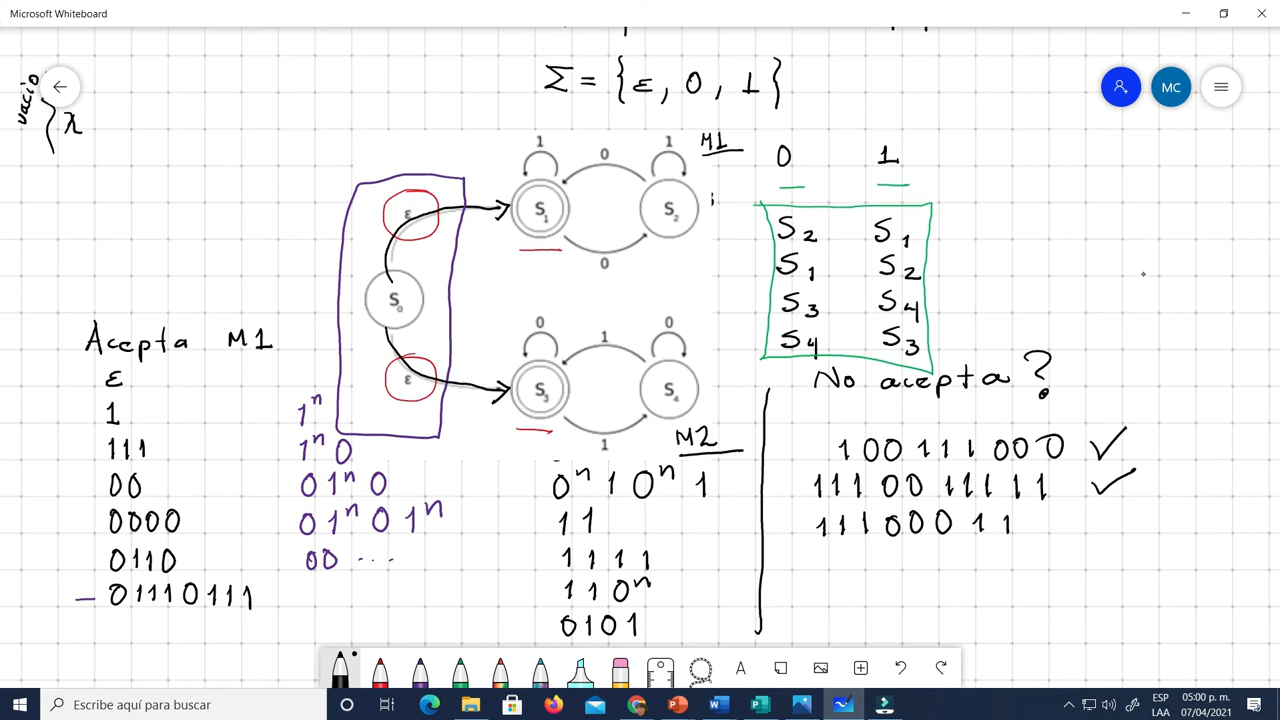 Microsoft Whiteboard
Σ = {ε, 0, 1}
vacio
λ
MC
M1
0 1
1 0 1
ε
S1 S2
0
S2 S1
S1 S2
S3 S4
S4 S3
S0
0 1 0
ε
S3 S4
1
M2
Acepta M1
ε
1
111
00
0000
0110
- 01110111
1ⁿ
1ⁿ 0
0 1ⁿ 0
0 1ⁿ 0 1ⁿ
00 ...
0ⁿ 1 0ⁿ 1
11
1111
110ⁿ
0101
No acepta?
100111000 ✓
1110011111 ✓
11100011
Escribe aquí para buscar
ESP
LAA
05:00 p. m.
07/04/2021